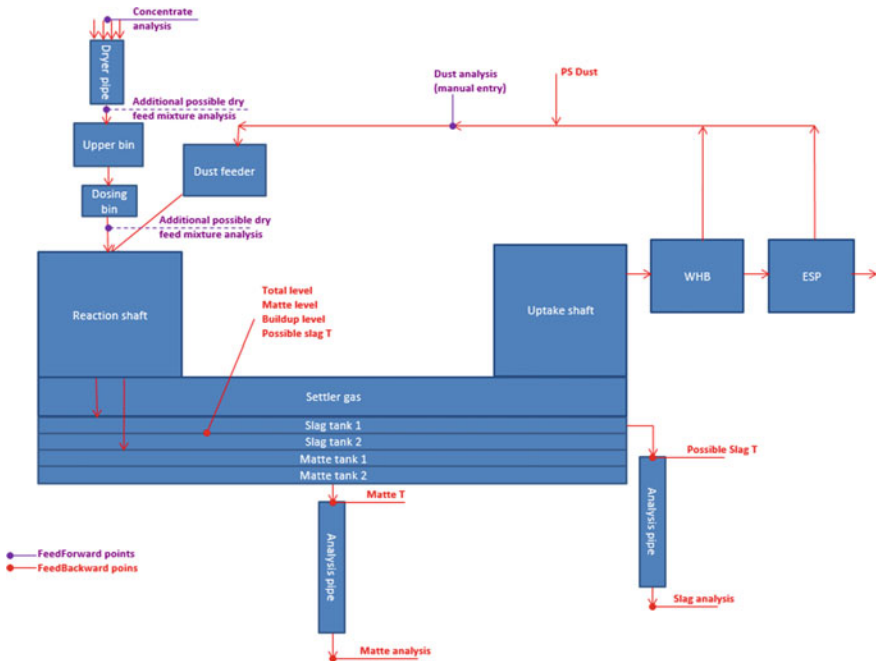 Concentrate
analysis
Dryer pipe
Additional possible dry
feed mixture analysis
Upper bin
Dosing
bin
Additional possible dry
feed mixture analysis
Dust analysis
(manual entry)
PS Dust
Dust feeder
Reaction shaft
Total level
Matte level
Buildup level
Possible slag T
Uptake shaft
WHB
ESP
Settler gas
Slag tank 1
Slag tank 2
Matte tank 1
Matte tank 2
Possible Slag T
Analysis pipe
Slag analysis
Matte T
Analysis pipe
Matte analysis
FeedForward points
FeedBackward poins